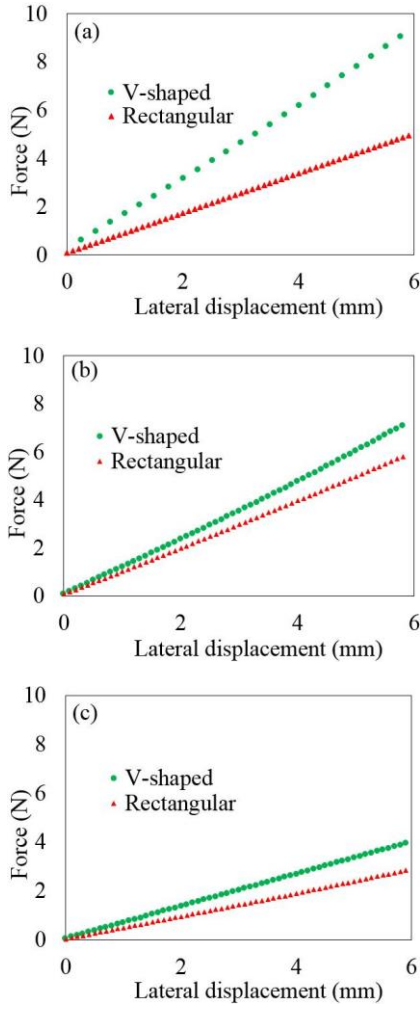 (a)
10
8
6
4
2
0
V-shaped
Rectangular
Force (N)
0 2 4 6
Lateral displacement (mm)
(b)
10
8
6
4
2
0
V-shaped
Rectangular
Force (N)
0 2 4 6
Lateral displacement (mm)
(c)
10
8
6
4
2
0
V-shaped
Rectangular
Force (N)
0 2 4 6
Lateral displacement (mm)